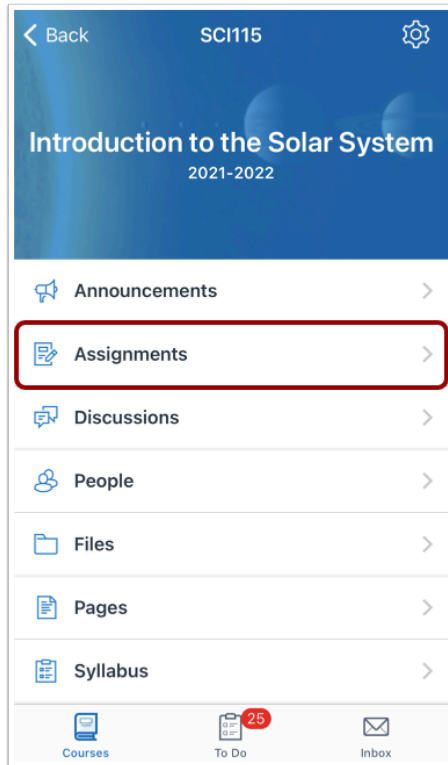 Back SCI115
Introduction to the Solar System
2021-2022
Announcements
Assignments
Discussions
People
Files
Pages
Syllabus
25
Courses To Do Inbox